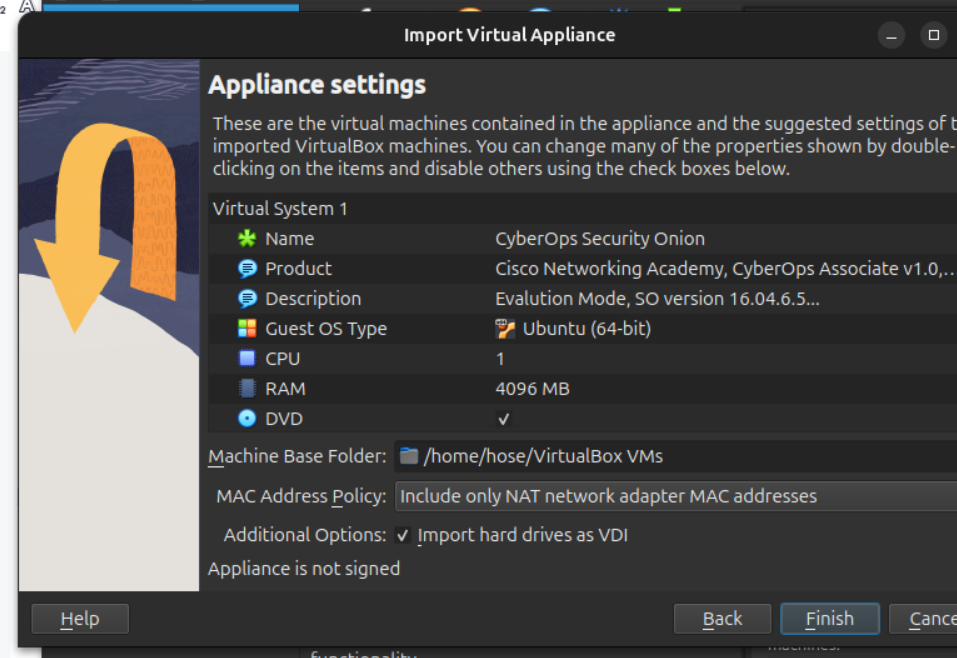 Import Virtual Appliance
Appliance settings
These are the virtual machines contained in the appliance and the suggested settings of
imported VirtualBox machines. You can change many of the properties shown by double-
clicking on the items and disable others using the check boxes below.
Virtual System 1
Name CyberOps Security Onion
Product Cisco Networking Academy, CyberOps Associate v1.0,...
Description Evalution Mode, SO version 16.04.6.5...
Guest OS Type Ubuntu (64-bit)
CPU 1
RAM 4096 MB
DVD
Machine Base Folder: /home/hose/VirtualBox VMs
MAC Address Policy: Include only NAT network adapter MAC addresses
Additional Options: Import hard drives as VDI
Appliance is not signed
Help Back Finish Cance